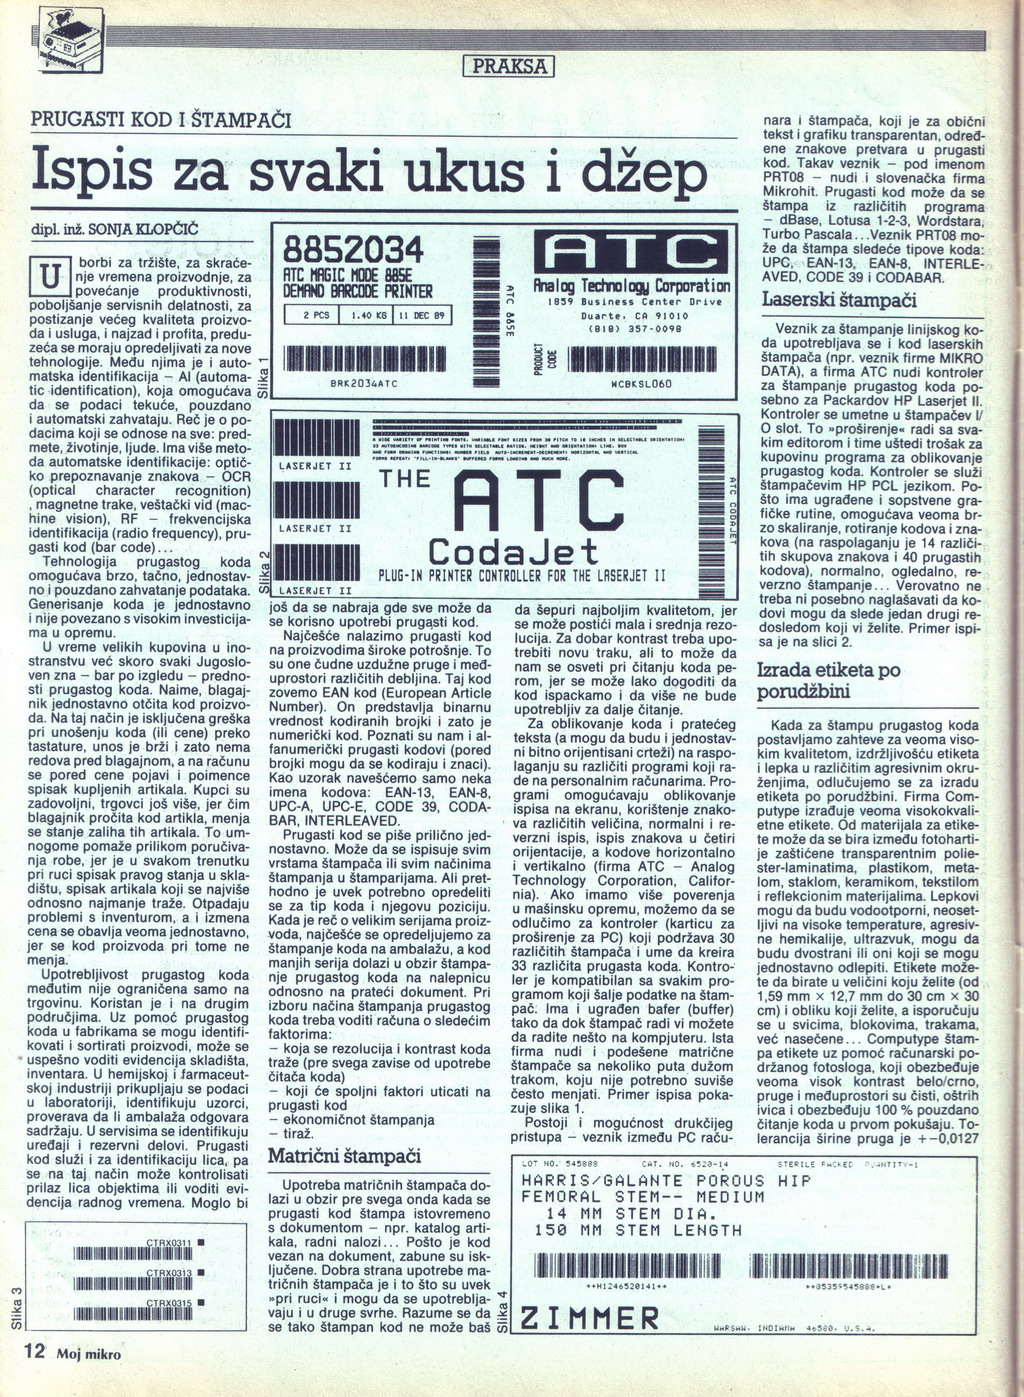 PRAKSA
PRUGASTI KOD I ŠTAMPAČI
Ispis za svaki ukus i džep
dipl. inž. SONJA KLOPČIČ
U borbi za tržište, za skraće-
nje vremena proizvodnje, za
povećanje produktivnosti,
poboljšanje servisnih delatnosti, za
postizanje većeg kvaliteta proizvo-
da i usluga, i najzad i profita, predu-
zeća se moraju opredeljivati za nove
tehnologije. Među njima je i auto-
matska identifikacija – AI (automa-
tic identification), koja omogućava
da se podaci tekuće, pouzdano
i automatski zahvataju. Reč je o po-
dacima koji se odnose na sve: pred-
mete, životinje, ljude. Ima više meto-
da automatske identifikacije: optič-
ko prepoznavanje znakova – OCR
(optical character recognition)
, magnetne trake, veštački vid (mac-
hine vision), RF – frekvencijska
identifikacija (radio frequency), pru-
gasti kod (bar code)...
Tehnologija prugastog koda
omogućava brzo, tačno, jednostav-
no i pouzdano zahvatanje podataka.
Generisanje koda je jednostavno
i nije povezano s visokim investicija-
ma u opremu.
U vreme velikih kupovina u ino-
stranstvu već skoro svaki Jugoslo-
ven zna – bar po izgledu – predno-
sti prugastog koda. Naime, blagaj-
nik jednostavno otčita kod proizvo-
da. Na taj način je isključena greška
pri unošenju koda (ili cene) preko
tastature, unos je brži i zato nema
redova pred blagajnom, a na računu
se pored cene pojavi i poimence
spisak kupljenih artikala. Kupci su
zadovoljni, trgovci još više, jer čim
blagajnik pročita kod artikla, menja
se stanje zaliha tih artikala. To um-
nogome pomaže prilikom poručiva-
nja robe, jer je u svakom trenutku
pri ruci spisak pravog stanja u skla-
dištu, spisak artikala koji se najviše
odnosno najmanje traže. Otpadaju
problemi s inventurom, a i izmena
cena se obavlja veoma jednostavno,
jer se kod proizvoda pri tome ne
menja.
Upotrebljivost prugastog koda
međutim nije ograničena samo na
trgovinu. Koristan je i na drugim
područjima. Uz pomoć prugastog
koda u fabrikama se mogu identifi-
kovati i sortirati proizvodi, može se
uspešno voditi evidencija skladišta,
inventara. U hemijskoj i farmaceut-
skoj industriji prikupljaju se podaci
u laboratoriji, identifikuju uzorci,
proverava da li ambalaža odgovara
sadržaju. U servisima se identifikuju
uređaji i rezervni delovi. Prugasti
kod služi i za identifikaciju lica, pa
se na taj način može kontrolisati
prilaz lica objektima ili voditi evi-
dencija radnog vremena. Moglo bi
CTRX0311
CTRX0313
CTRX0315
Slika 3
8852034
ATC MAGIC MODE 885E
DEMAND BARCODE PRINTER
2 PCS 1.40 KG 11 DEC 89
BRK2034ATC
ATC 885E
ATC
Analog Technology Corporation
1859 Business Center Drive
Duarte, CA 91010
(818) 357-0098
PRODUCT CODE
WCBKSL060
Slika 1
LASERJET II
LASERJET II
LASERJET II
A WIDE VARIETY OF PRINTING FONTS. VARIABLE FONT SIZES FROM 30 PITCH TO 10 INCHES IN SELECTABLE ORIENTATION.
33 AUTOENCODING BARCODE TYPES WITH SELECTABLE RATIOS, HEIGHT AND ORIENTATION. LINE, BOX
AND FORM DRAWING FUNCTIONS. NUMBER FIELD AUTO-INCREMENT-DECREMENT. HORIZONTAL AND VERTICAL
FORMS REPEAT. "FILL-IN-BLANKS" BUFFERED FORMS LOADING AND MUCH MORE.
THE
ATC
CodaJet
PLUG-IN PRINTER CONTROLLER FOR THE LASERJET II
ATC CODAJET
Slika 2
još da se nabraja gde sve može da
se korisno upotrebi prugasti kod.
Najčešće nalazimo prugasti kod
na proizvodima široke potrošnje. To
su one čudne uzdužne pruge i međ-
uprostori različitih debljina. Taj kod
zovemo EAN kod (European Article
Number). On predstavlja binarnu
vrednost kodiranih brojki i zato je
numerički kod. Poznati su nam i al-
fanumerički prugasti kodovi (pored
brojki mogu da se kodiraju i znaci).
Kao uzorak navešćemo samo neka
imena kodova: EAN-13, EAN-8,
UPC-A, UPC-E, CODE 39, CODA-
BAR, INTERLEAVED.
Prugasti kod se piše prilično jed-
nostavno. Može da se ispisuje svim
vrstama štampača ili svim načinima
štampanja u štamparijama. Ali pret-
hodno je uvek potrebno opredeliti
se za tip koda i njegovu poziciju.
Kada je reč o velikim serijama proiz-
voda, najčešće se opredeljujemo za
štampanje koda na ambalažu, a kod
manjih serija dolazi u obzir štampa-
nje prugastog koda na nalepnicu
odnosno na prateći dokument. Pri
izboru načina štampanja prugastog
koda treba voditi računa o sledećim
faktorima:
– koja se rezolucija i kontrast koda
traže (pre svega zavise od upotrebe
čitača koda)
– koji će spoljni faktori uticati na
prugasti kod
– ekonomičnost štampanja
– tiraž.
Matrični štampači
Upotreba matričnih štampača do-
lazi u obzir pre svega onda kada se
prugasti kod štampa istovremeno
s dokumentom – npr. katalog arti-
kala, radni nalozi... Pošto je kod
vezan na dokument, zabune su isk-
ljučene. Dobra strana upotrebe ma-
tričnih štampača je i to što su uvek
»pri ruci« i mogu da se upotreblja-
vaju i u druge svrhe. Razume se da
se tako štampan kod ne može baš
da šepuri najboljim kvalitetom, jer
se može postići mala i srednja rezo-
lucija. Za dobar kontrast treba upo-
trebiti novu traku, ali to može da
nam se osveti pri čitanju koda pe-
rom, jer se može lako dogoditi da
kod ispackamo i da više ne bude
upotrebljiv za dalje čitanje.
Za oblikovanje koda i pratećeg
teksta (a mogu da budu i jednostav-
ni bitno orijentisani crteži) na raspo-
laganju su različiti programi koji ra-
de na personalnim računarima. Pro-
grami omogućavaju oblikovanje
ispisa na ekranu, korištenje znako-
va različitih veličina, normalni i re-
verzni ispis, ispis znakova u četiri
orijentacije, a kodove horizontalno
i vertikalno (firma ATC – Analog
Technology Corporation, Califor-
nia). Ako imamo više poverenja
u mašinsku opremu, možemo da se
odlučimo za kontroler (karticu za
proširenje za PC) koji podržava 30
različitih štampača i ume da kreira
33 različita prugasta koda. Kontro-
ler je kompatibilan sa svakim pro-
gramom koji šalje podatke na štam-
pač. Ima i ugrađen bafer (buffer)
tako da dok štampač radi vi možete
da radite nešto na kompjuteru. Ista
firma nudi i podešene matrične
štampače sa nekoliko puta dužom
trakom, koju nije potrebno suviše
često menjati. Primer ispisa poka-
zuje slika 1.
Postoji i mogućnost drukčijeg
pristupa – veznik između PC raču-
nara i štampača, koji je za obični
tekst i grafiku transparentan, određ-
ene znakove pretvara u prugasti
kod. Takav veznik – pod imenom
PRT08 – nudi i slovenačka firma
Mikrohit. Prugasti kod može da se
štampa iz različitih programa
– dBase, Lotusa 1-2-3, Wordstara,
Turbo Pascala...Veznik PRT08 mo-
že da štampa sledeće tipove koda:
UPC, EAN-13, EAN-8, INTERLE-
AVED, CODE 39 i CODABAR.
Laserski štampači
Veznik za štampanje linijskog ko-
da upotrebljava se i kod laserskih
štampača (npr. veznik firme MIKRO
DATA), a firma ATC nudi kontroler
za štampanje prugastog koda po-
sebno za Packardov HP Laserjet II.
Kontroler se umetne u štampačev I/
O slot. To »proširenje« radi sa sva-
kim editorom i time uštedi trošak za
kupovinu programa za oblikovanje
prugastog koda. Kontroler se služi
štampačevim HP PCL jezikom. Po-
što ima ugrađene i sopstvene gra-
fičke rutine, omogućava veoma br-
zo skaliranje, rotiranje kodova i zna-
kova (na raspolaganju je 14 različi-
tih skupova znakova i 40 prugastih
kodova), normalno, ogledalno, re-
verzno štampanje... Verovatno ne
treba ni posebno naglašavati da ko-
dovi mogu da slede jedan drugi re-
dosledom koji vi želite. Primer ispi-
sa je na slici 2.
Izrada etiketa po
porudžbini
Kada za štampu prugastog koda
postavljamo zahteve za veoma viso-
kim kvalitetom, izdržljivošću etiketa
i lepka u različitim agresivnim okru-
ženjima, odlučujemo se za izradu
etiketa po porudžbini. Firma Com-
putype izrađuje veoma visokokvali-
etne etikete. Od materijala za etike-
te može da se bira između fotoharti-
je zaštićene transparentnim polie-
ster-laminatima, plastikom, meta-
lom, staklom, keramikom, tekstilom
i refleksionim materijalima. Lepkovi
mogu da budu vodootporni, neoset-
ljivi na visoke temperature, agresiv-
ne hemikalije, ultrazvuk, mogu da
budu dvostrani ili oni koji se mogu
jednostavno odlepiti. Etikete može-
te da birate u veličini koju želite (od
1,59 mm × 12,7 mm do 30 cm × 30
cm) i obliku koji želite, a isporučuju
se u svicima, blokovima, trakama,
već nasečene... Computype štam-
pa etikete uz pomoć računarski po-
držanog fotosloga, koji obezbeđuje
veoma visok kontrast belo/crno,
pruge i međuprostori su čisti, oštrih
ivica i obezbeđuju 100 % pouzdano
čitanje koda u prvom pokušaju. To-
lerancija širine pruga je +–0,0127
LOT NO. 545888 CAT. NO. 6520-14 STERILE PACKED QUANTITY-1
HARRIS/GALANTE POROUS HIP
FEMORAL STEM-- MEDIUM
14 MM STEM DIA.
150 MM STEM LENGTH
++H1246520141++
++85359545888+L+
ZIMMER
WARSAW, INDIANA 46580, U.S.A.
Slika 4
12 Moj mikro